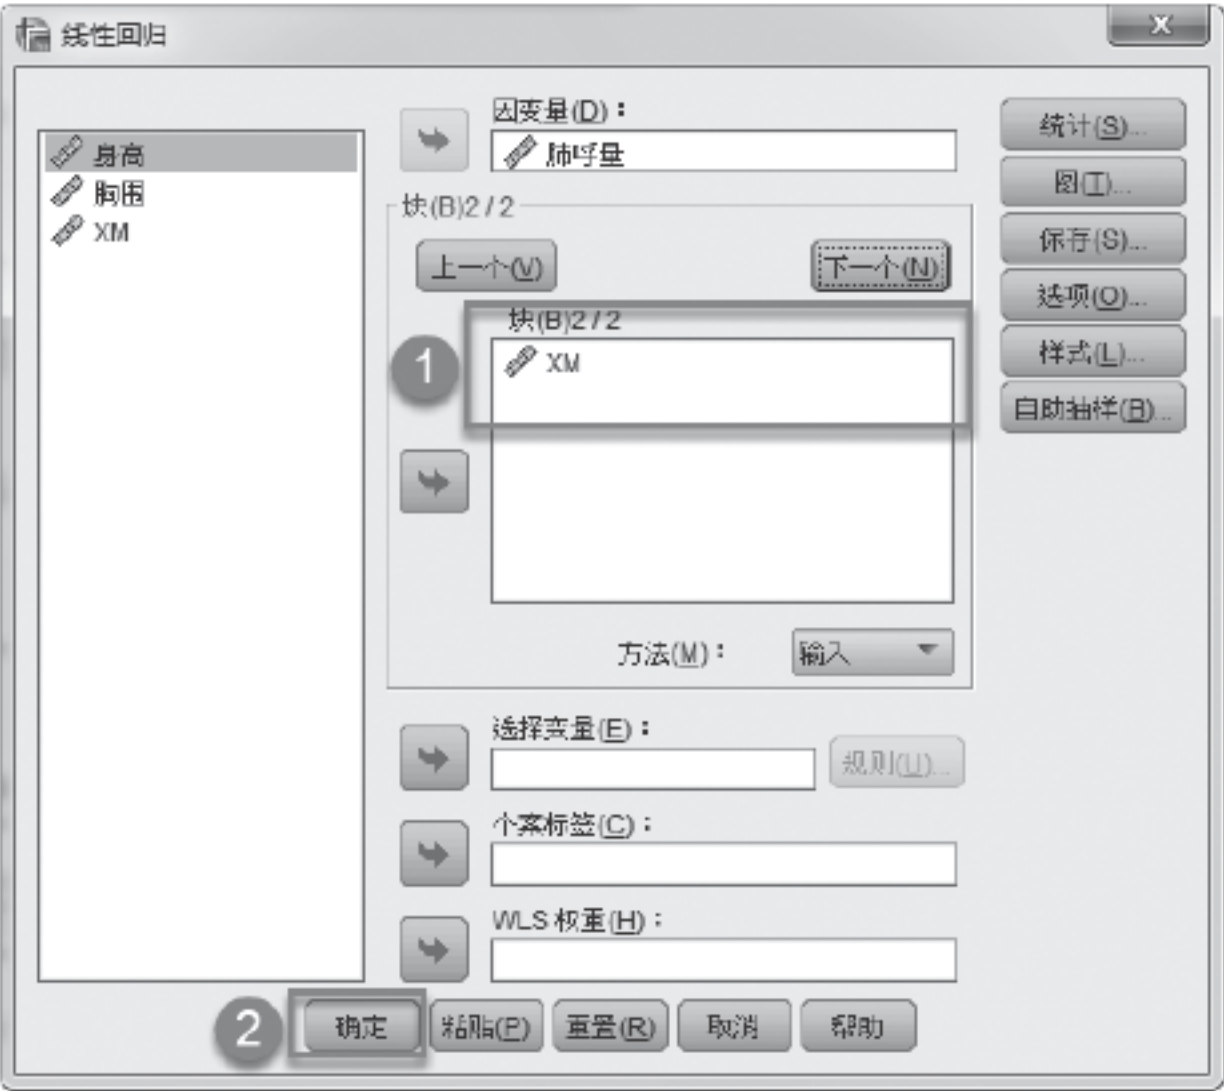 线性回归
X
身高
胸围
XM
因变量(D)：
肺呼量
块(B)2 / 2
上一个(V)
下一个(N)
块(B)2 / 2
1
XM
方法(M)：
输入
选择变量(E)：
规则(U)...
个案标签(C)：
WLS 权重(H)：
统计(S)...
图(T)...
保存(S)...
选项(O)...
样式(L)...
自助抽样(B)...
2
确定
粘贴(P)
重置(R)
取消
帮助